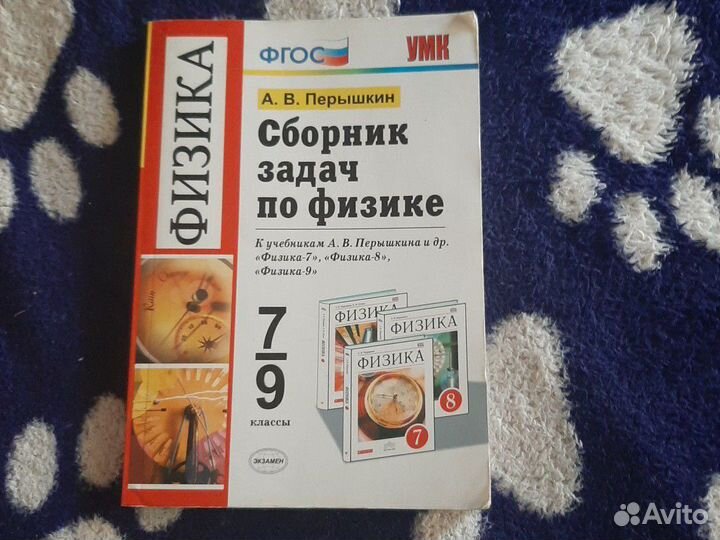 ФИЗИКА
ФГОС
УМК
А. В. Перышкин
Сборник
задач
по физике
К учебникам А. В. Перышкина и др.
«Физика-7», «Физика-8»,
«Физика-9»
7
9
классы
ФИЗИКА
ФИЗИКА
8
ФИЗИКА
7
ЭКЗАМЕН
Avito